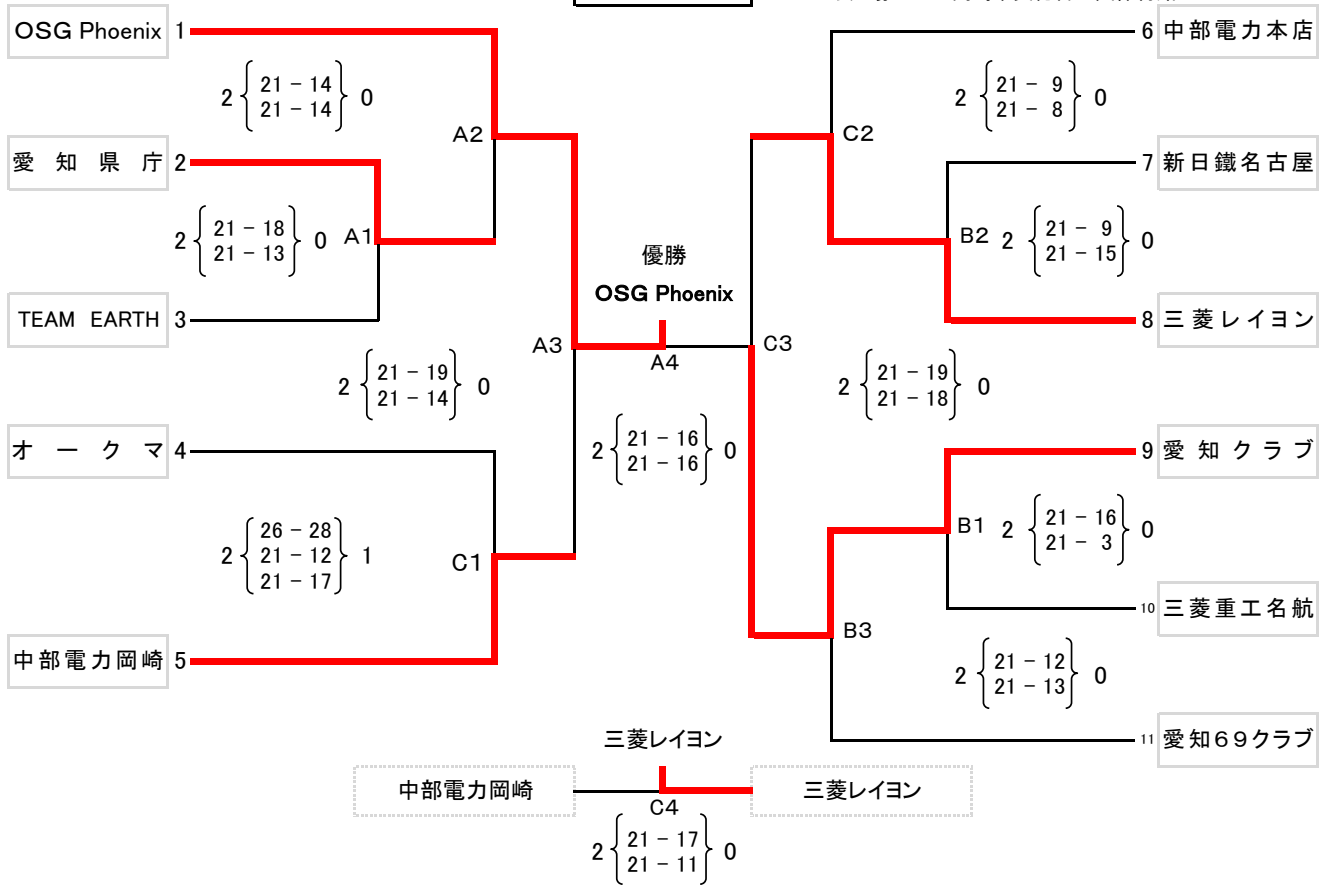 OSG Phoenix 1
2 { 21 - 14 } 0
21 - 14
A2
愛知県庁 2
2 { 21 - 18 } 0
21 - 13
A1
TEAM EARTH 3
A3
2 { 21 - 19 } 0
21 - 14
オークマ 4
2 { 26 - 28 } 1
21 - 12
21 - 17
C1
中部電力岡崎 5
優勝
OSG Phoenix
A4
2 { 21 - 16 } 0
21 - 16
6 中部電力本店
2 { 21 - 9 } 0
21 - 8
C2
7 新日鐵名古屋
B2 2 { 21 - 9 } 0
21 - 15
8 三菱レイヨン
C3
2 { 21 - 19 } 0
21 - 18
9 愛知クラブ
B1 2 { 21 - 16 } 0
21 - 3
10 三菱重工名航
B3
2 { 21 - 12 } 0
21 - 13
11 愛知69クラブ
三菱レイヨン
中部電力岡崎
三菱レイヨン
C4
2 { 21 - 17 } 0
21 - 11